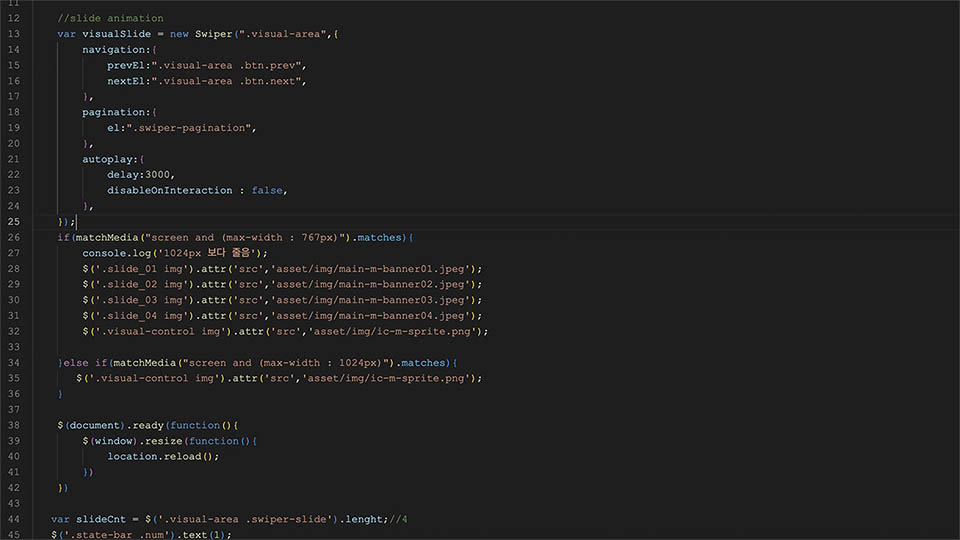 11
12 //slide animation
13 var visualSlide = new Swiper(".visual-area",{
14 navigation:{
15 prevEl:".visual-area .btn.prev",
16 nextEl:".visual-area .btn.next",
17 },
18 pagination:{
19 el:".swiper-pagination",
20 },
21 autoplay:{
22 delay:3000,
23 disableOnInteraction : false,
24 },
25 });
26 if(matchMedia("screen and (max-width : 767px)").matches){
27 console.log('1024px 보다 줄음');
28 $('.slide_01 img').attr('src','asset/img/main-m-banner01.jpeg');
29 $('.slide_02 img').attr('src','asset/img/main-m-banner02.jpeg');
30 $('.slide_03 img').attr('src','asset/img/main-m-banner03.jpeg');
31 $('.slide_04 img').attr('src','asset/img/main-m-banner04.jpeg');
32 $('.visual-control img').attr('src','asset/img/ic-m-sprite.png');
33
34 }else if(matchMedia("screen and (max-width : 1024px)").matches){
35 $('.visual-control img').attr('src','asset/img/ic-m-sprite.png');
36 }
37
38 $(document).ready(function(){
39 $(window).resize(function(){
40 location.reload();
41 })
42 })
43
44 var slideCnt = $('.visual-area .swiper-slide').lenght;//4
45 $('.state-bar .num').text(1);